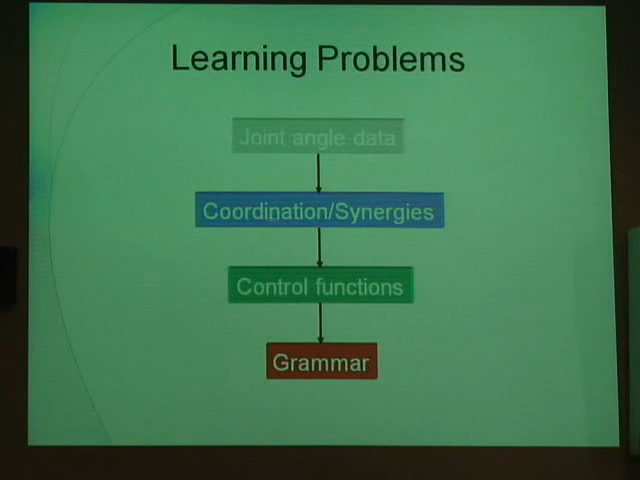 Learning Problems
Joint angle data
Coordination/Synergies
Control functions
Grammar